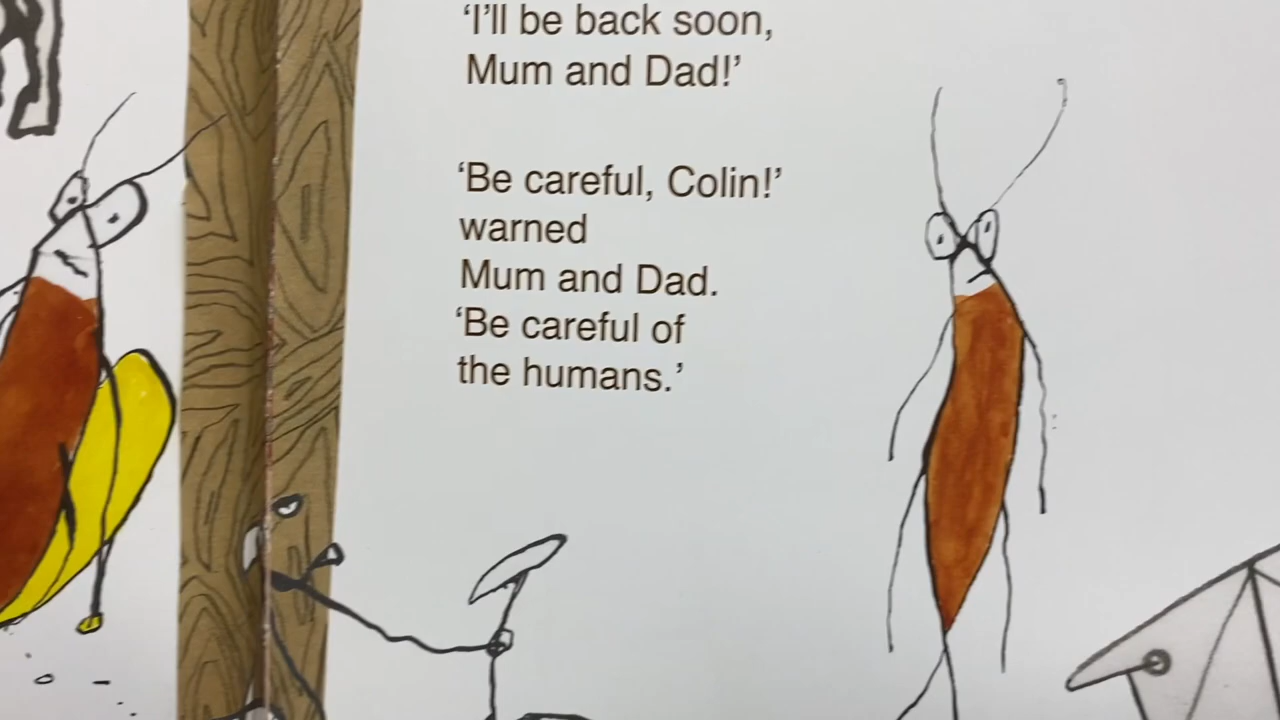 ‘I’ll be back soon,
Mum and Dad!’
‘Be careful, Colin!’
warned
Mum and Dad.
‘Be careful of
the humans.’